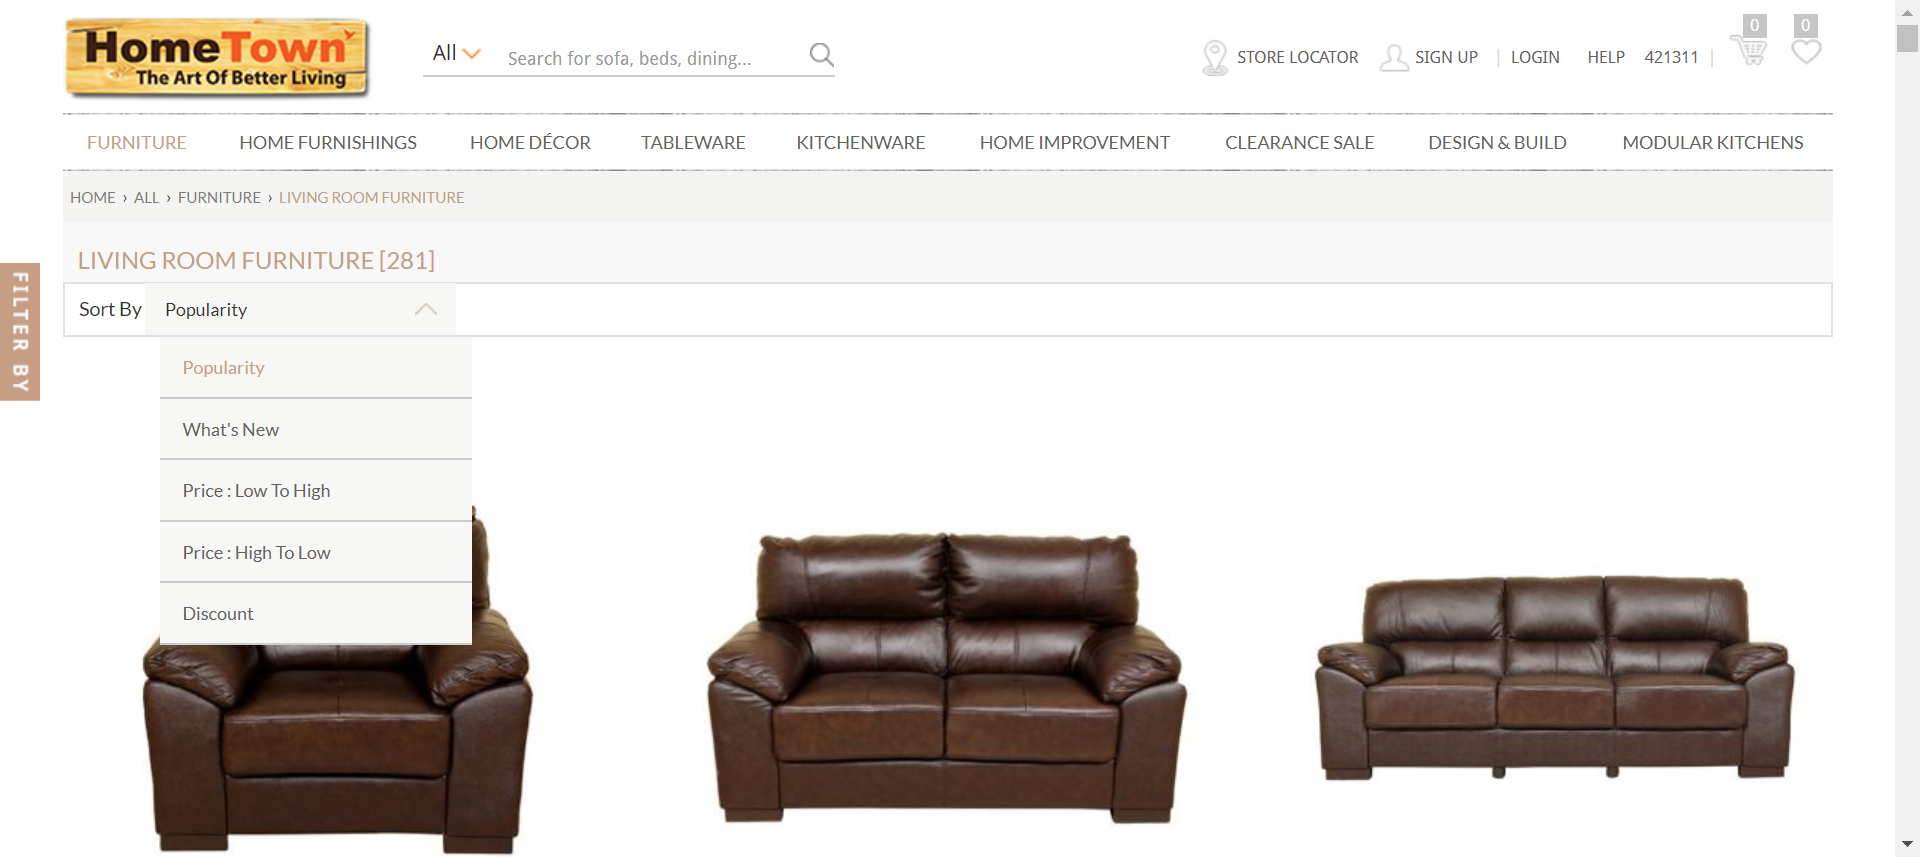 HomeTown
The Art Of Better Living
All
Search for sofa, beds, dining...
STORE LOCATOR
SIGN UP
|
LOGIN
HELP
421311 |
0
0
FURNITURE
HOME FURNISHINGS
HOME DÉCOR
TABLEWARE
KITCHENWARE
HOME IMPROVEMENT
CLEARANCE SALE
DESIGN & BUILD
MODULAR KITCHENS
HOME › ALL › FURNITURE › LIVING ROOM FURNITURE
LIVING ROOM FURNITURE [281]
FILTER BY
Sort By
Popularity
Popularity
What's New
Price : Low To High
Price : High To Low
Discount